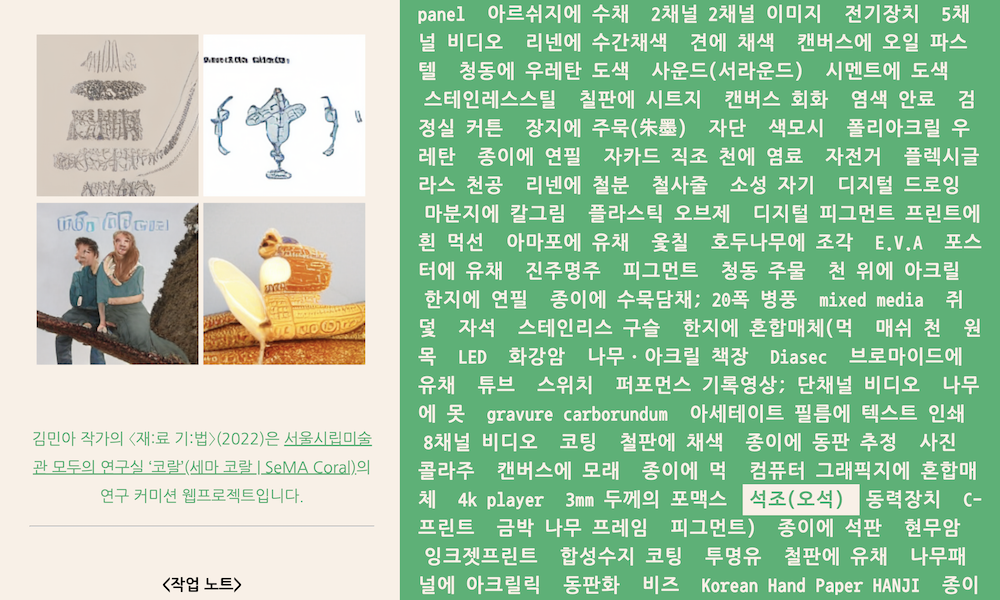 김민아 작가의 〈재:료 기:법〉(2022)은 서울시립미술
관 모두의 연구실 ‘코랄’(세마 코랄 | SeMA Coral)의
연구 커미션 웹프로젝트입니다.
<작업 노트>
panel 아르쉬지에 수채 2채널 2채널 이미지 전기장치 5채
널 비디오 리넨에 수간채색 견에 채색 캔버스에 오일 파스
텔 청동에 우레탄 도색 사운드(서라운드) 시멘트에 도색
스테인레스스틸 칠판에 시트지 캔버스 회화 염색 안료 검
정실 커튼 장지에 주묵(朱墨) 자단 색모시 폴리아크릴 우
레탄 종이에 연필 자카드 직조 천에 염료 자전거 플렉시글
라스 천공 리넨에 철분 철사줄 소성 자기 디지털 드로잉
마분지에 칼그림 플라스틱 오브제 디지털 피그먼트 프린트에
흰 먹선 아마포에 유채 옻칠 호두나무에 조각 E.V.A 포스
터에 유채 진주명주 피그먼트 청동 주물 천 위에 아크릴
한지에 연필 종이에 수묵담채; 20폭 병풍 mixed media 쥐
덫 자석 스테인리스 구슬 한지에 혼합매체(먹 매쉬 천 원
목 LED 화강암 나무·아크릴 책장 Diasec 브로마이드에
유채 튜브 스위치 퍼포먼스 기록영상; 단채널 비디오 나무
에 못 gravure carborundum 아세테이트 필름에 텍스트 인쇄
8채널 비디오 코팅 철판에 채색 종이에 동판 추정 사진
콜라주 캔버스에 모래 종이에 먹 컴퓨터 그래픽지에 혼합매
체 4k player 3mm 두께의 포맥스 석조(오석) 동력장치 C-
프린트 금박 나무 프레임 피그먼트) 종이에 석판 현무암
잉크젯프린트 합성수지 코팅 투명유 철판에 유채 나무패
널에 아크릴릭 동판화 비즈 Korean Hand Paper HANJI 종이